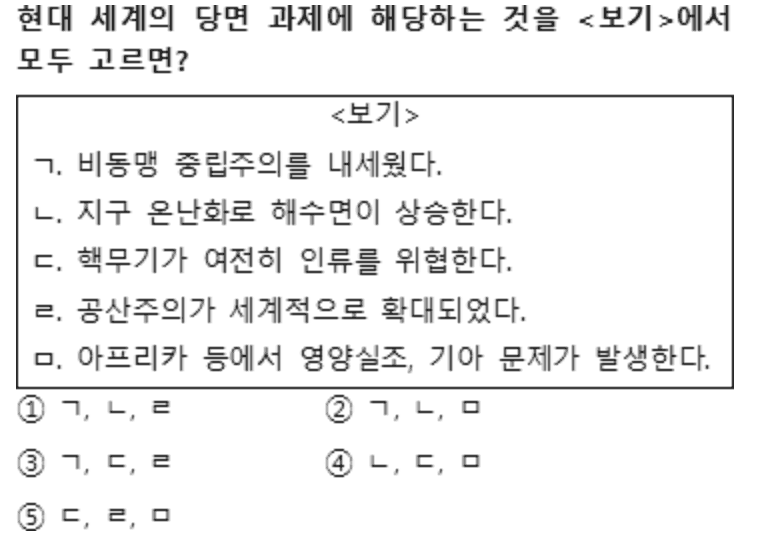 현대 세계의 당면 과제에 해당하는 것을 <보기>에서
모두 고르면?
<보기>
ㄱ. 비동맹 중립주의를 내세웠다.
ㄴ. 지구 온난화로 해수면이 상승한다.
ㄷ. 핵무기가 여전히 인류를 위협한다.
ㄹ. 공산주의가 세계적으로 확대되었다.
ㅁ. 아프리카 등에서 영양실조, 기아 문제가 발생한다.
① ㄱ, ㄴ, ㄹ ② ㄱ, ㄴ, ㅁ
③ ㄱ, ㄷ, ㄹ ④ ㄴ, ㄷ, ㅁ
⑤ ㄷ, ㄹ, ㅁ